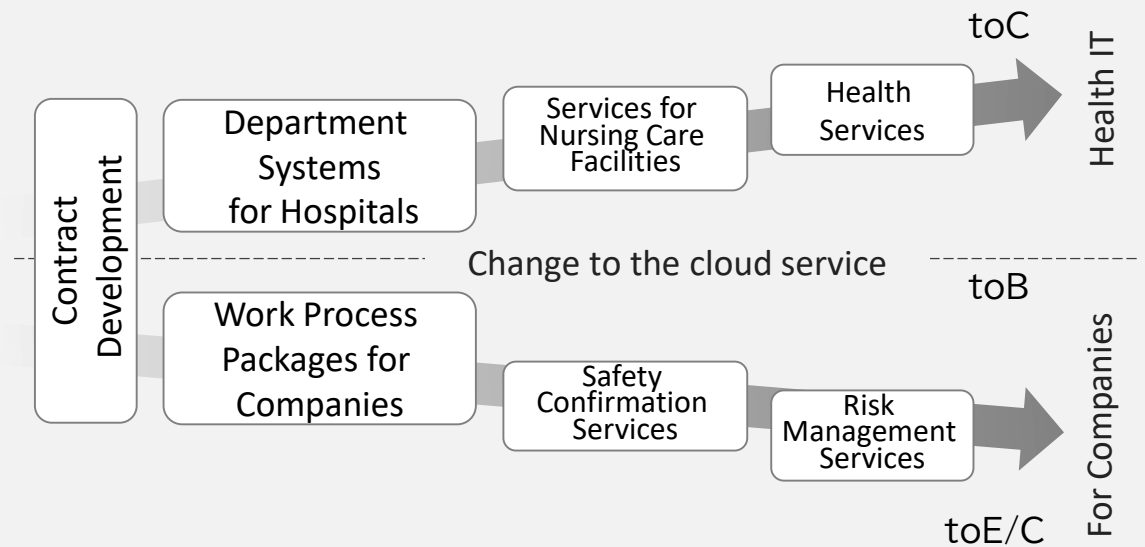 toC
Health IT
Contract
Development
Department
Systems
for Hospitals
Services for
Nursing Care
Facilities
Health
Services
Change to the cloud service
toB
Work Process
Packages for
Companies
Safety
Confirmation
Services
Risk
Management
Services
For Companies
toE/C